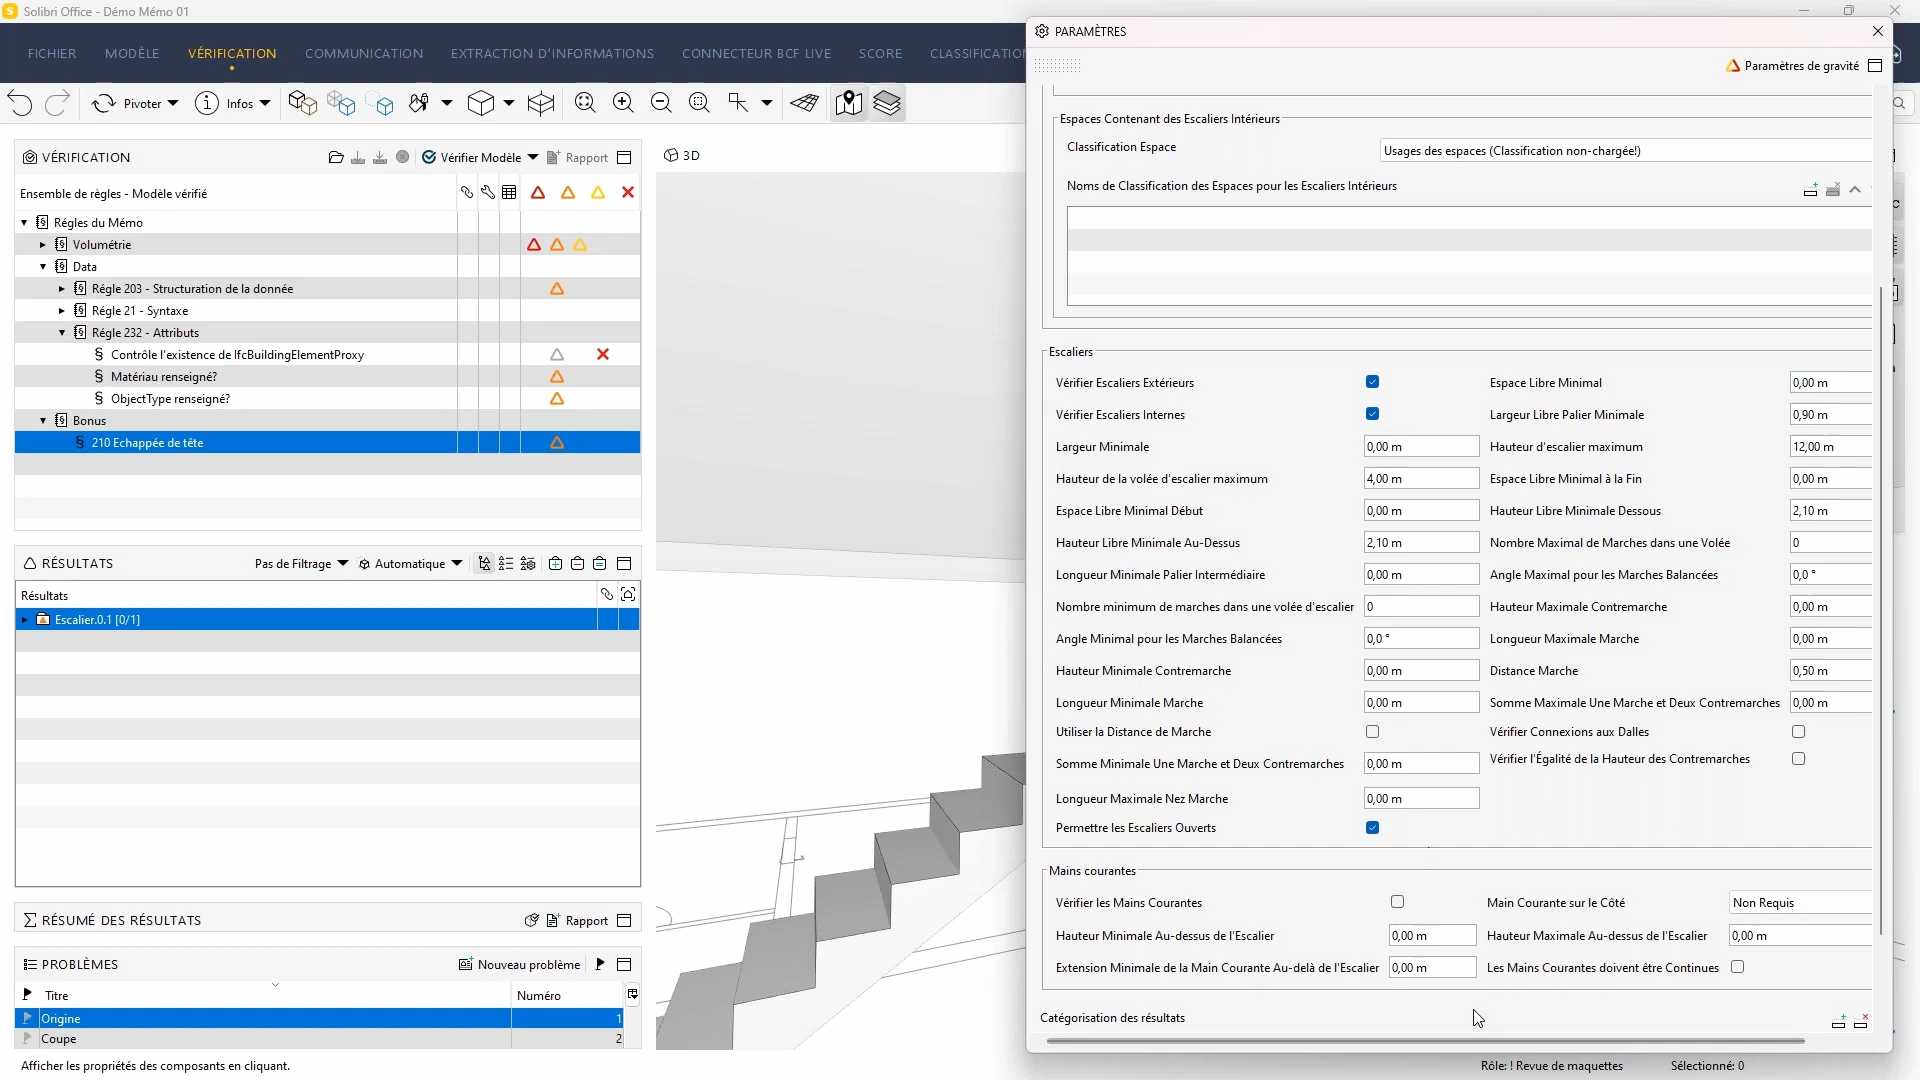 Solibri Office - Démo Mémo 01
FICHIER MODÈLE VÉRIFICATION COMMUNICATION EXTRACTION D'INFORMATIONS CONNECTEUR BCF LIVE SCORE CLASSIFICATION
Pivoter Infos
VÉRIFICATION Vérifier Modèle Rapport
Ensemble de règles - Modèle vérifié
Régles du Mémo
Volumétrie
Data
Régle 203 - Structuration de la donnée
Régle 21 - Syntaxe
Régle 232 - Attributs
§ Contrôle l'existence de IfcBuildingElementProxy
§ Matériau renseigné?
§ ObjectType renseigné?
Bonus
§ 210 Echappée de tête
RÉSULTATS Pas de Filtrage Automatique
Résultats
Escalier.0.1 [0/1]
RÉSUMÉ DES RÉSULTATS Rapport
PROBLÈMES Nouveau problème
Titre Numéro
Origine 1
Coupe 2
Afficher les propriétés des composants en cliquant.
3D
PARAMÈTRES
Paramètres de gravité
Espaces Contenant des Escaliers Intérieurs
Classification Espace Usages des espaces (Classification non-chargée!)
Noms de Classification des Espaces pour les Escaliers Intérieurs
Escaliers
Vérifier Escaliers Extérieurs Espace Libre Minimal 0,00 m
Vérifier Escaliers Internes Largeur Libre Palier Minimale 0,90 m
Largeur Minimale 0,00 m Hauteur d'escalier maximum 12,00 m
Hauteur de la volée d'escalier maximum 4,00 m Espace Libre Minimal à la Fin 0,00 m
Espace Libre Minimal Début 0,00 m Hauteur Libre Minimale Dessous 2,10 m
Hauteur Libre Minimale Au-Dessus 2,10 m Nombre Maximal de Marches dans une Volée 0
Longueur Minimale Palier Intermédiaire 0,00 m Angle Maximal pour les Marches Balancées 0,0 °
Nombre minimum de marches dans une volée d'escalier 0 Hauteur Maximale Contremarche 0,00 m
Angle Minimal pour les Marches Balancées 0,0 ° Longueur Maximale Marche 0,00 m
Hauteur Minimale Contremarche 0,00 m Distance Marche 0,50 m
Longueur Minimale Marche 0,00 m Somme Maximale Une Marche et Deux Contremarches 0,00 m
Utiliser la Distance de Marche Vérifier Connexions aux Dalles
Somme Minimale Une Marche et Deux Contremarches 0,00 m Vérifier l'Égalité de la Hauteur des Contremarches
Longueur Maximale Nez Marche 0,00 m
Permettre les Escaliers Ouverts
Mains courantes
Vérifier les Mains Courantes Main Courante sur le Côté Non Requis
Hauteur Minimale Au-dessus de l'Escalier 0,00 m Hauteur Maximale Au-dessus de l'Escalier 0,00 m
Extension Minimale de la Main Courante Au-delà de l'Escalier 0,00 m Les Mains Courantes doivent être Continues
Catégorisation des résultats
Rôle: ! Revue de maquettes Sélectionné: 0